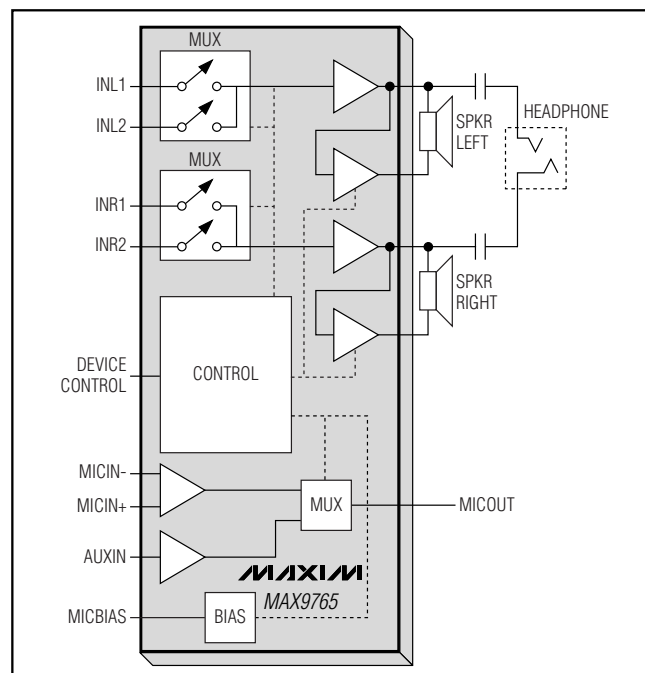 MUX
INL1
INL2
SPKR
LEFT
HEADPHONE
MUX
INR1
INR2
SPKR
RIGHT
DEVICE
CONTROL
CONTROL
MICIN-
MICIN+
MUX
MICOUT
AUXIN
MAXIM
MAX9765
MICBIAS
BIAS